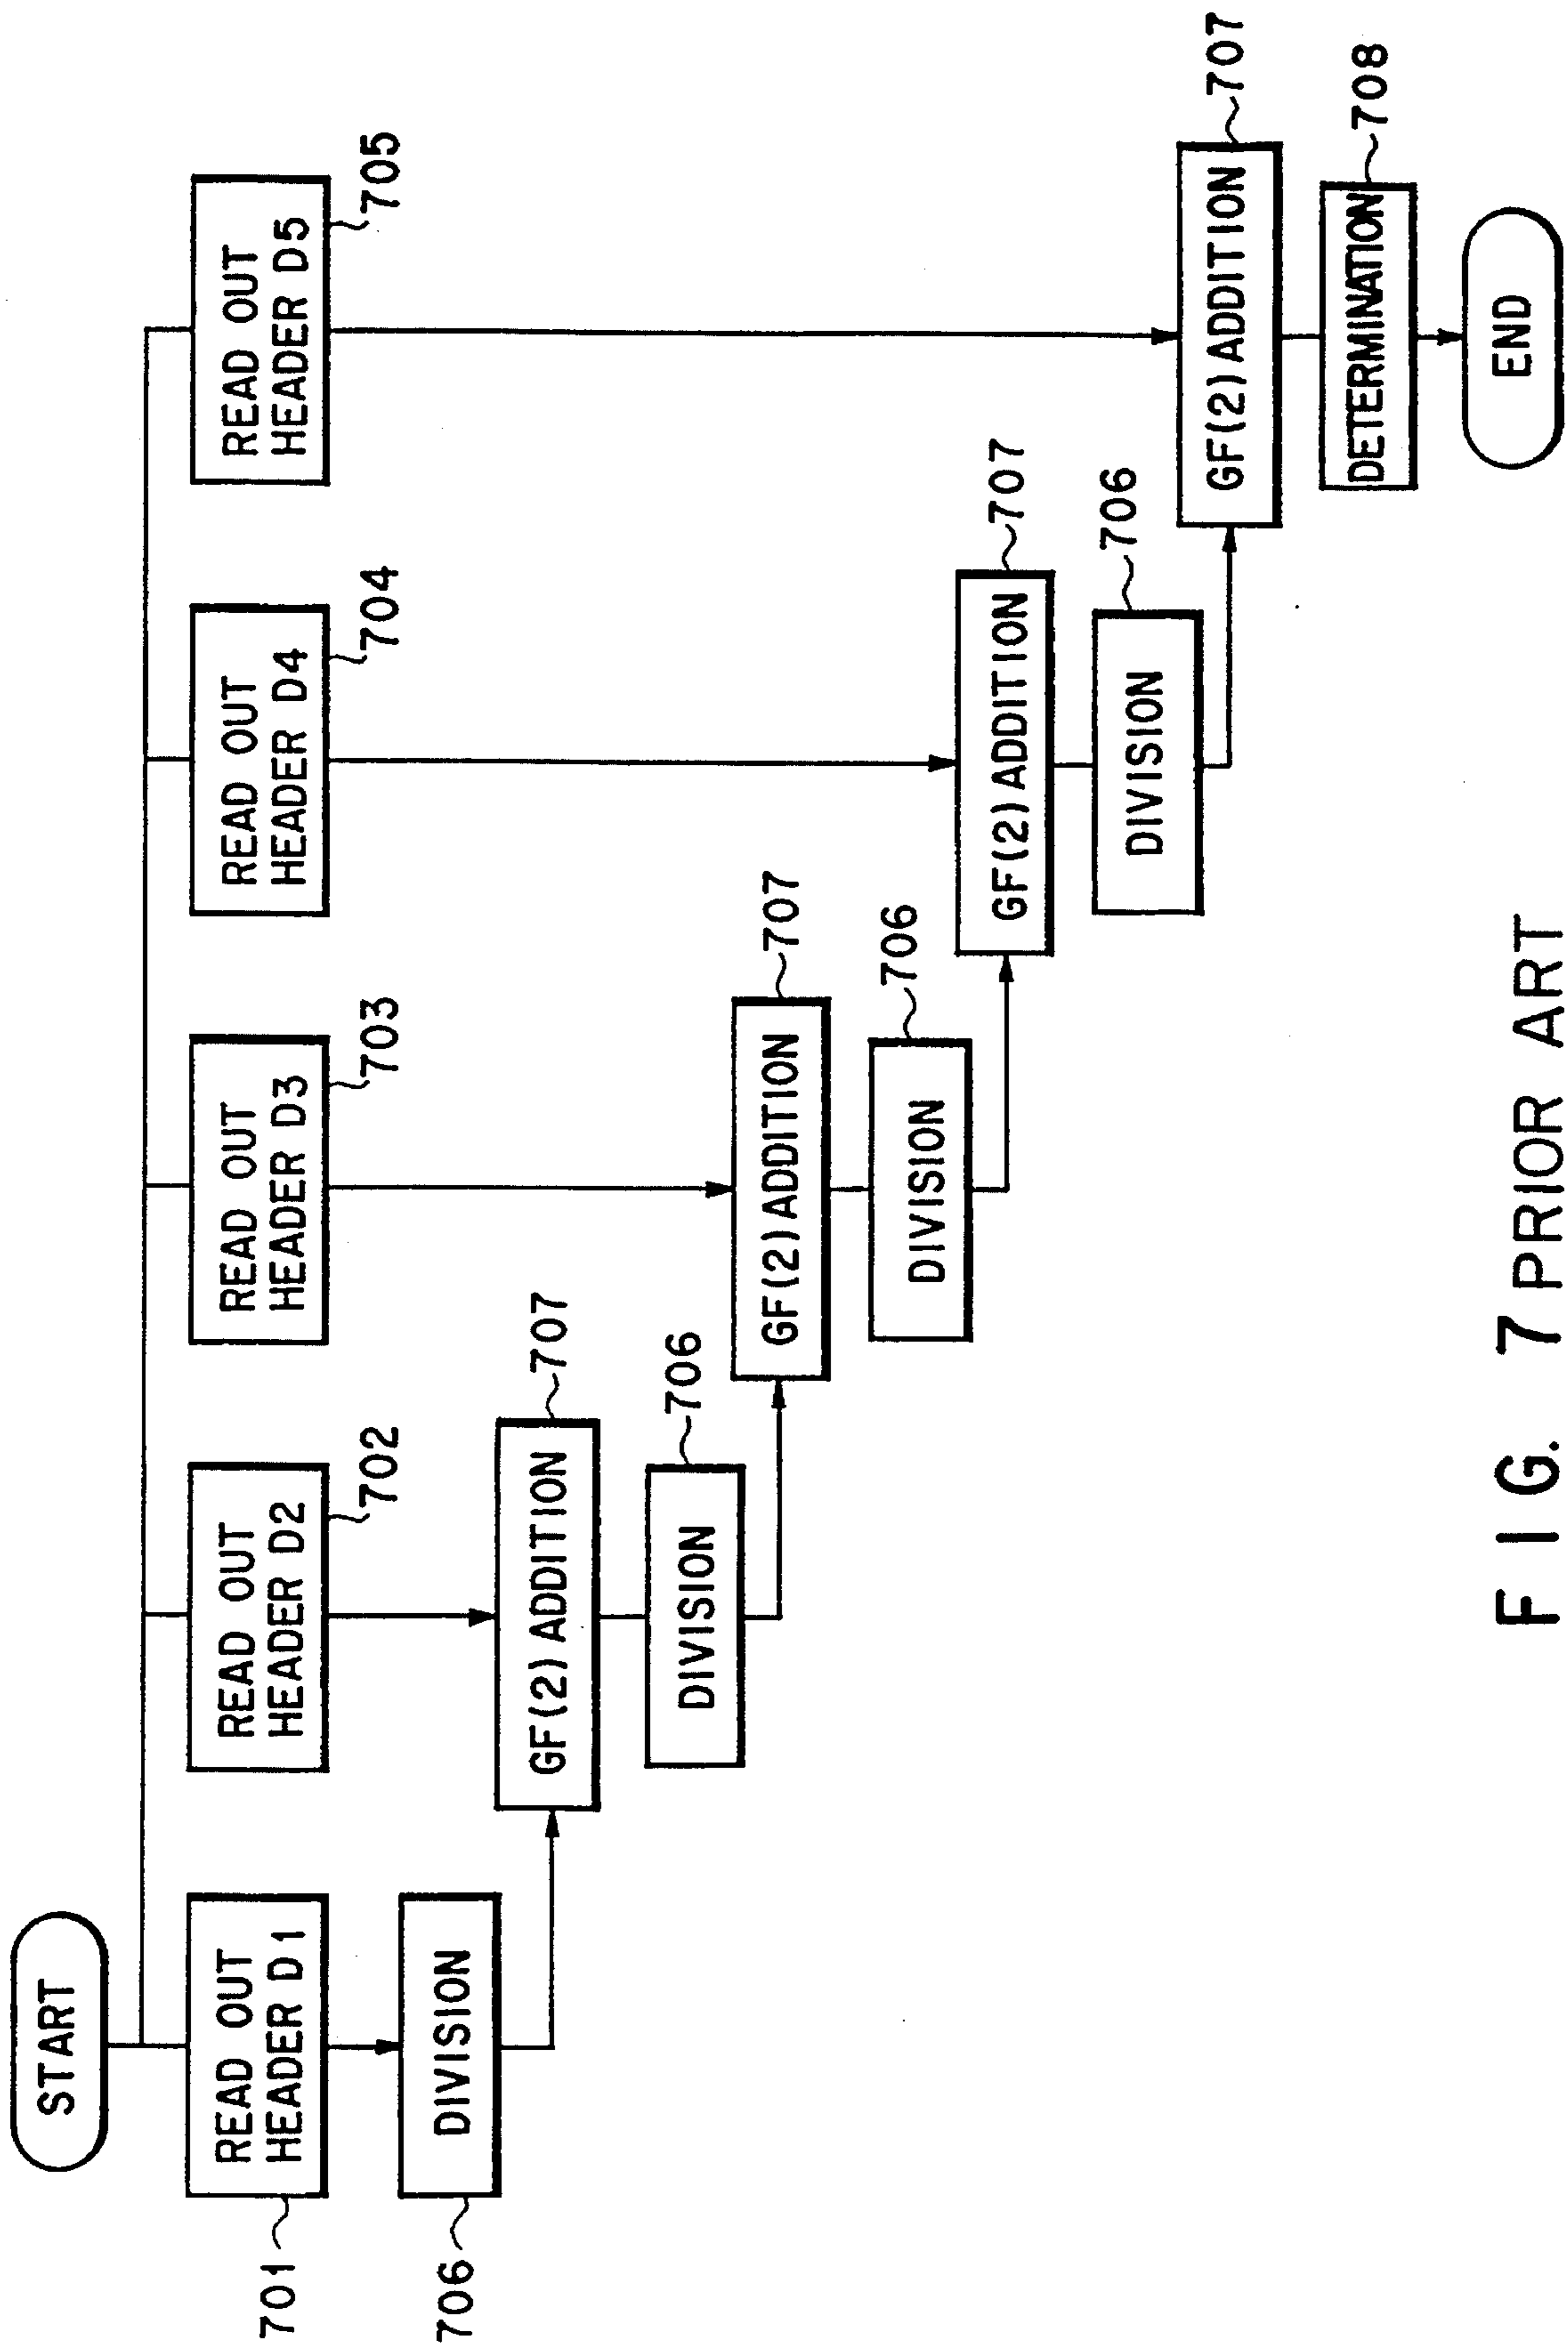 START
READ OUT
HEADER D1
701
READ OUT
HEADER D2
702
READ OUT
HEADER D3
703
READ OUT
HEADER D4
704
READ OUT
HEADER D5
705
DIVISION
706
GF(2)ADDITION
707
DIVISION
706
GF(2)ADDITION
707
DIVISION
706
GF(2)ADDITION
707
DIVISION
706
GF(2)ADDITION
707
DETERMINATION
708
END
FIG. 7 PRIOR ART